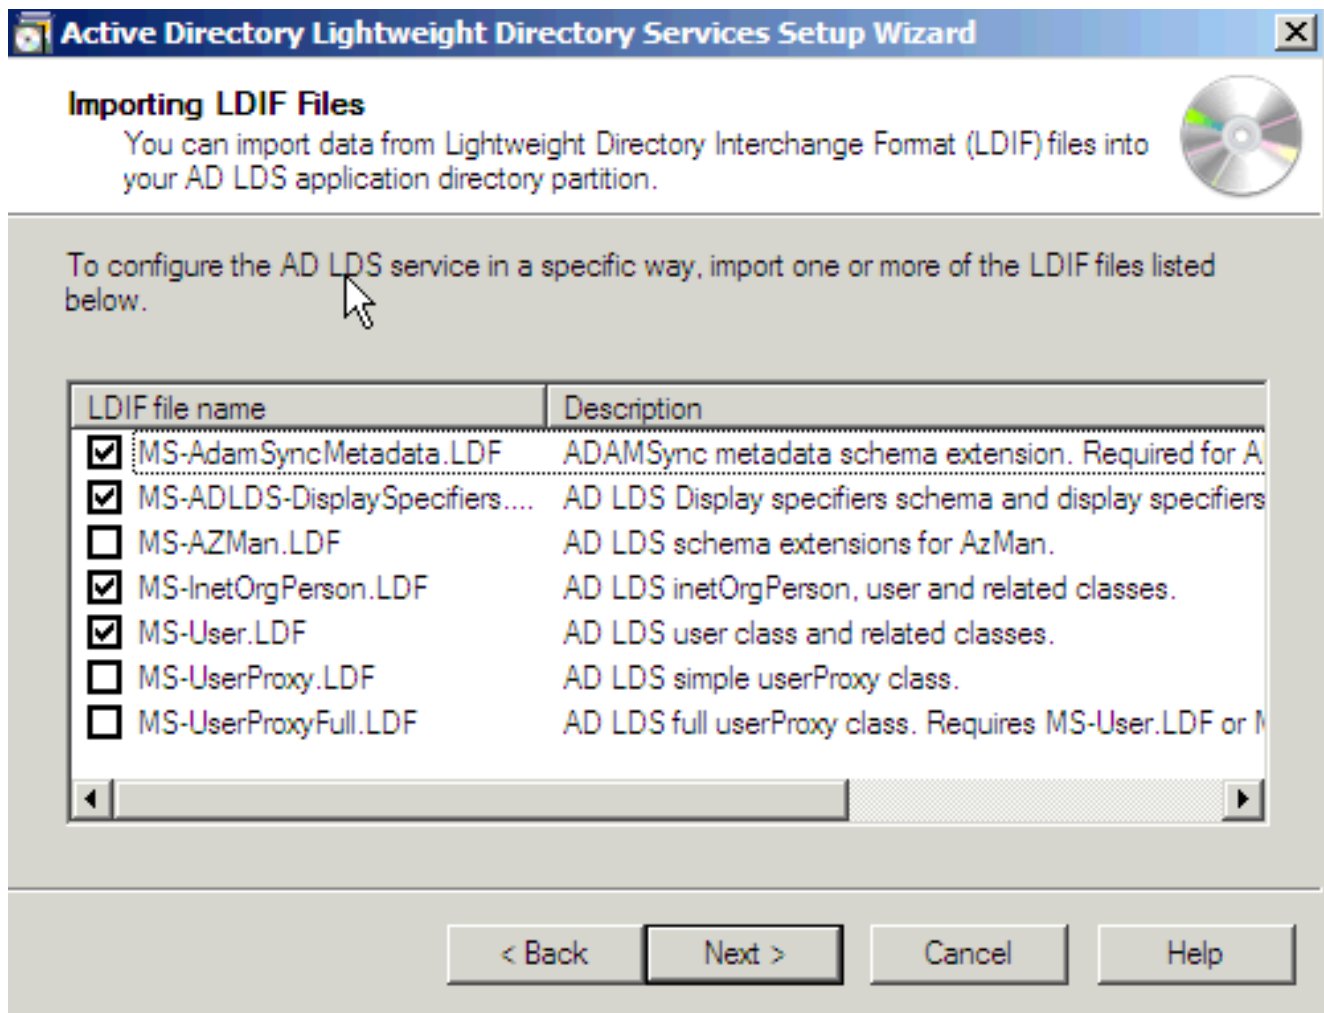 Active Directory Lightweight Directory Services Setup Wizard
Importing LDIF Files
You can import data from Lightweight Directory Interchange Format (LDIF) files into
your AD LDS application directory partition.
To configure the AD LDS service in a specific way, import one or more of the LDIF files listed
below.
LDIF file name Description
MS-AdamSyncMetadata.LDF ADAMSync metadata schema extension. Required for A
MS-ADLDS-DisplaySpecifiers.... AD LDS Display specifiers schema and display specifiers
MS-AZMan.LDF AD LDS schema extensions for AzMan.
MS-InetOrgPerson.LDF AD LDS inetOrgPerson, user and related classes.
MS-User.LDF AD LDS user class and related classes.
MS-UserProxy.LDF AD LDS simple userProxy class.
MS-UserProxyFull.LDF AD LDS full userProxy class. Requires MS-User.LDF or
< Back Next > Cancel Help